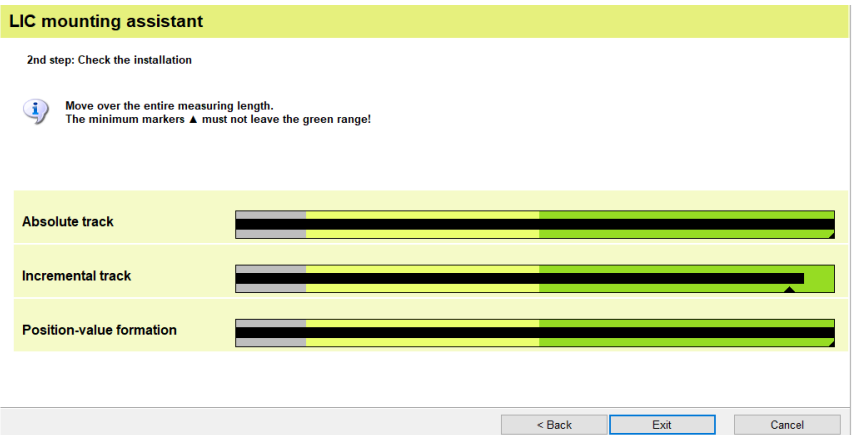 LIC mounting assistant
2nd step: Check the installation
Move over the entire measuring length.
The minimum markers ▲ must not leave the green range!
Absolute track
Incremental track
Position-value formation
< Back
Exit
Cancel